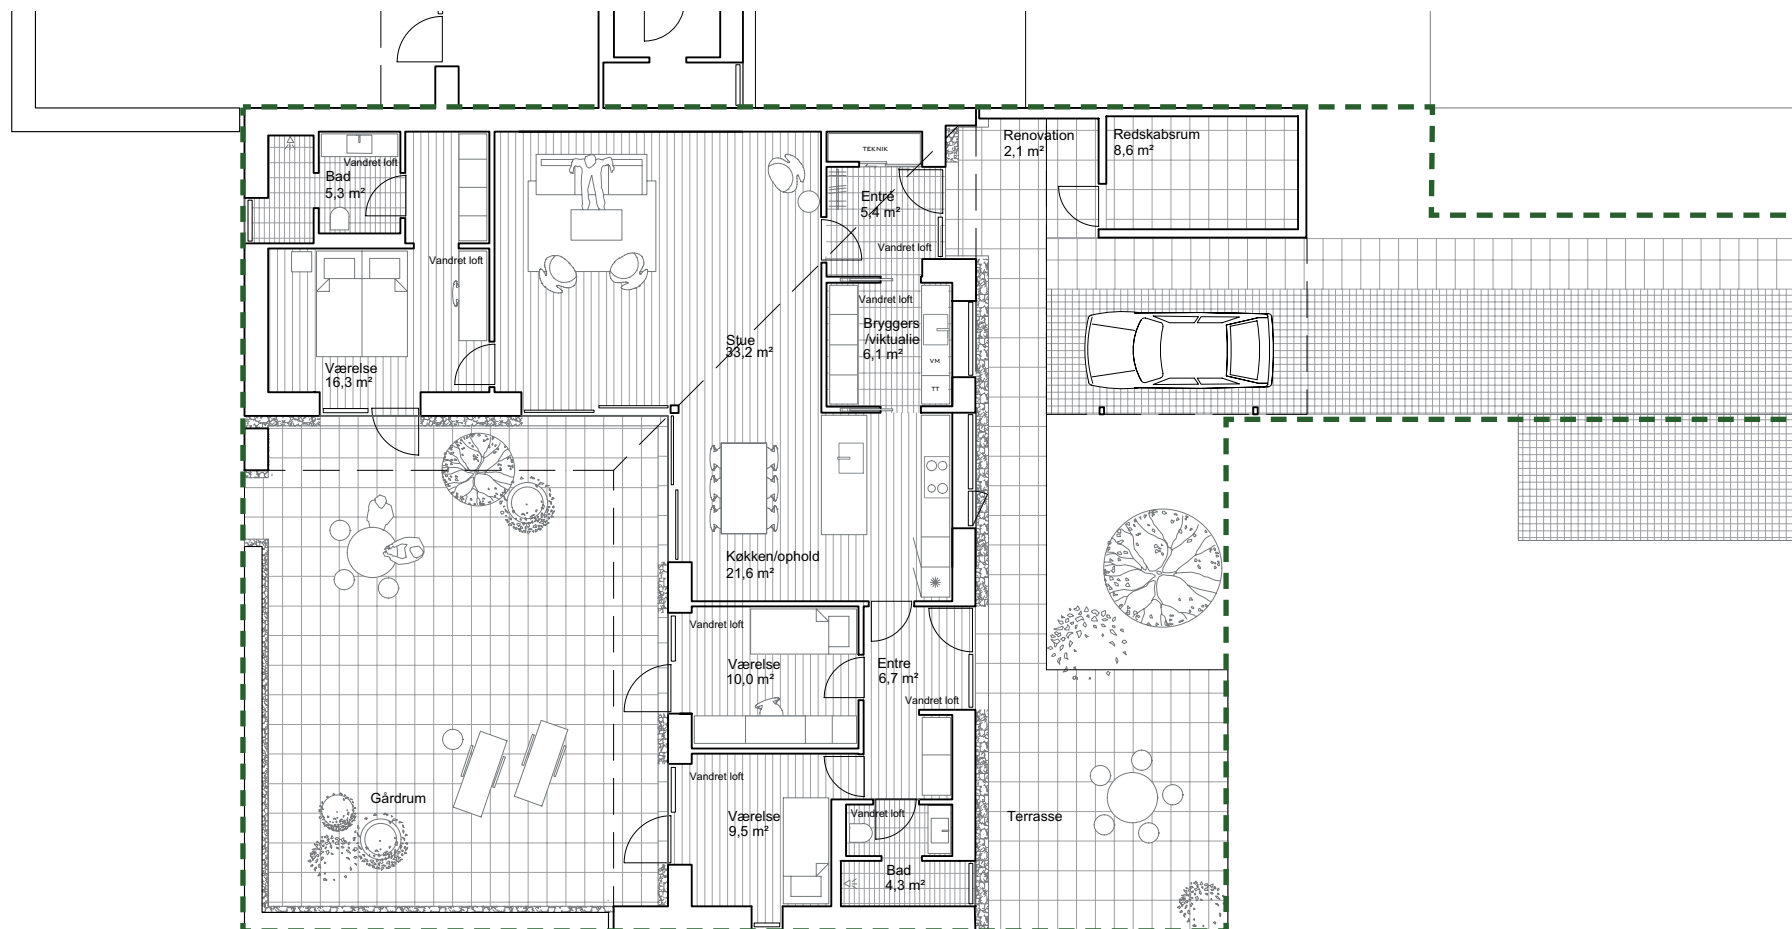 Renovation
2,1 m²
Redskabsrum
8,6 m²
TEKNIK
Vandret loft
Bad
5,3 m²
Entré
5,4 m²
Vandret loft
Vandret loft
Vandret loft
Bryggers
/viktualie
6,1 m²
VM
TT
Stue
33,2 m²
Værelse
16,3 m²
Køkken/ophold
21,6 m²
Vandret loft
Værelse
10,0 m²
Entre
6,7 m²
Vandret loft
Vandret loft
Gårdrum
Værelse
9,5 m²
Vandret loft
Terrasse
Bad
4,3 m²